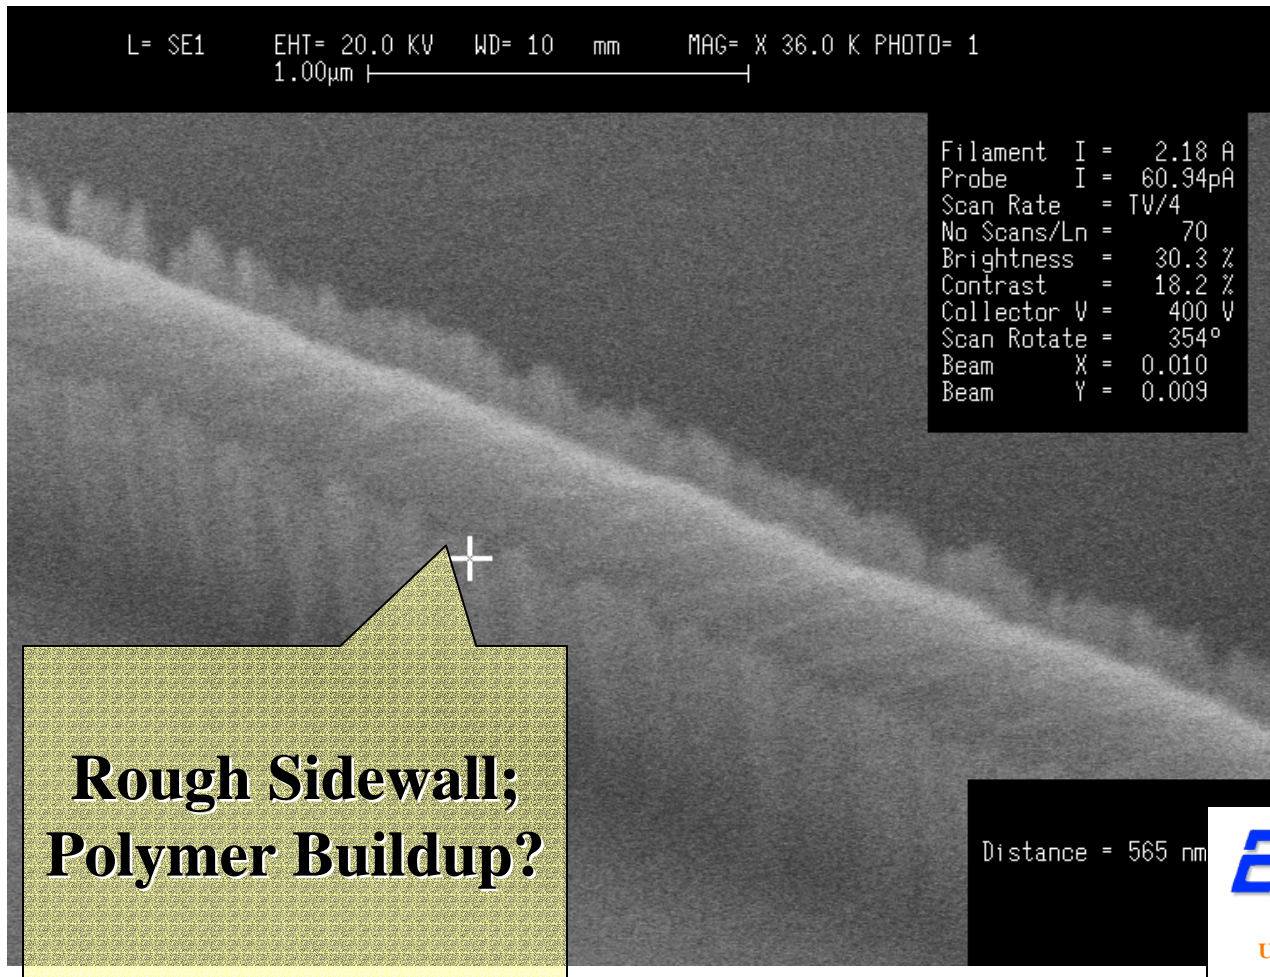 L= SE1 EHT= 20.0 KV WD= 10 mm MAG= X 36.0 K PHOTO= 1
1.00µm
Filament I = 2.18 A
Probe I = 60.94pA
Scan Rate = TV/4
No Scans/Ln = 70
Brightness = 30.3 %
Contrast = 18.2 %
Collector V = 400 V
Scan Rotate = 354°
Beam X = 0.010
Beam Y = 0.009
Rough Sidewall;
Polymer Buildup?
Distance = 565 nm